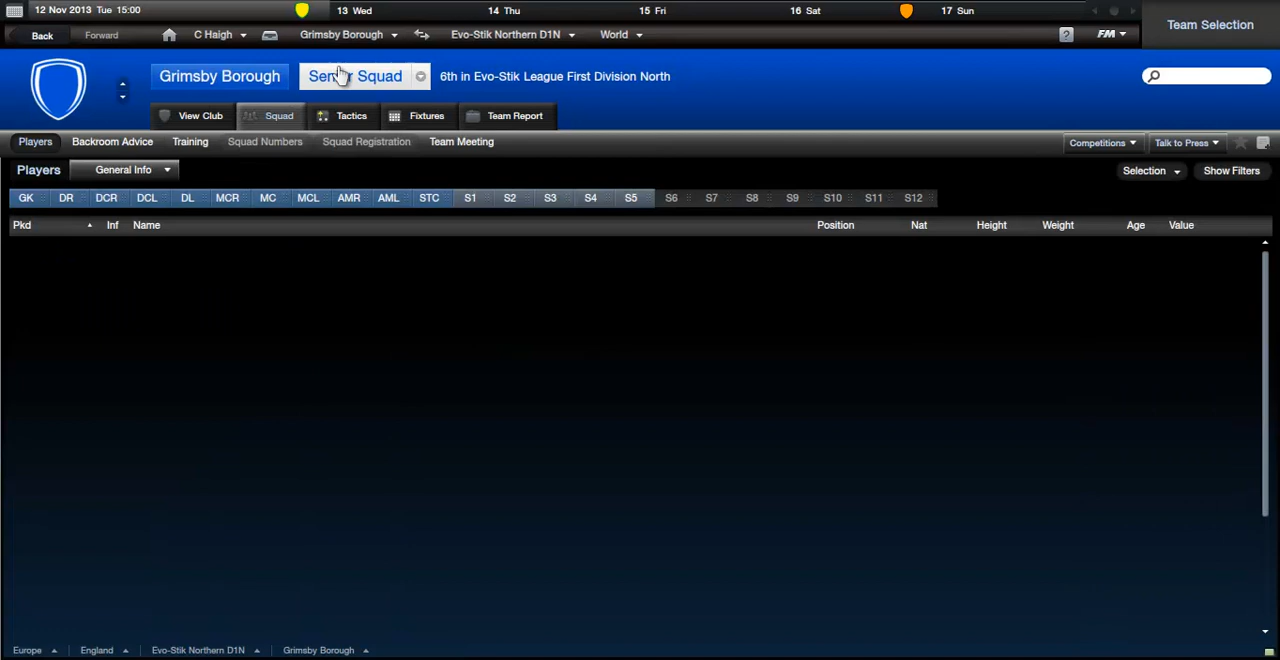 12 Nov 2013 Tue 15:00 13 Wed 14 Thu 15 Fri 16 Sat 17 Sun Team Selection
Back Forward C Haigh Grimsby Borough Evo-Stik Northern D1N World ? FM
Grimsby Borough Senior Squad 6th in Evo-Stik League First Division North
View Club Squad Tactics Fixtures Team Report
Players Backroom Advice Training Squad Numbers Squad Registration Team Meeting Competitions Talk to Press
Players General Info Selection Show Filters
GK DR DCR DCL DL MCR MC MCL AMR AML STC S1 S2 S3 S4 S5 S6 S7 S8 S9 S10 S11 S12
Pkd Inf Name Position Nat Height Weight Age Value
Europe England Evo-Stik Northern D1N Grimsby Borough